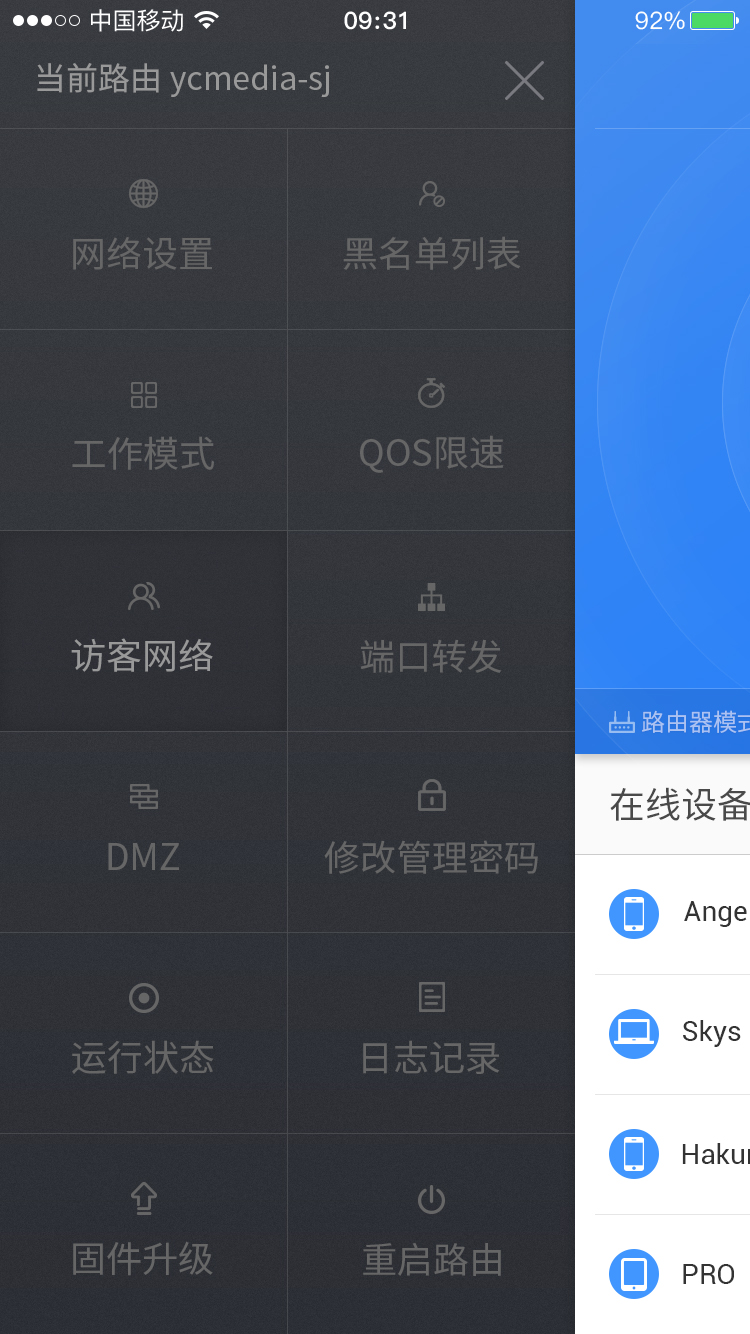 中国移动 09:31 92%
当前路由 ycmedia-sj
网络设置 黑名单列表
工作模式 QOS限速
访客网络 端口转发
路由器模式
DMZ 修改管理密码
在线设备
Ange
Skys
运行状态 日志记录
Hakun
固件升级 重启路由
PRO